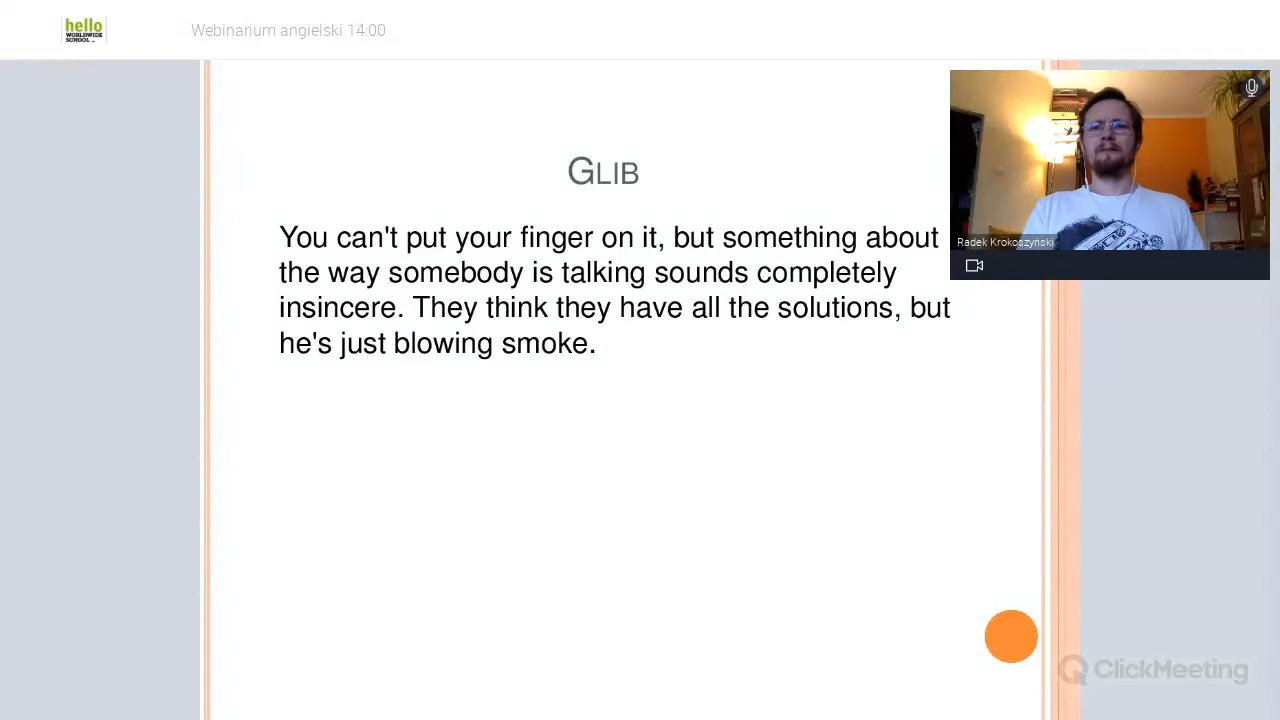 hello
WORLDWIDE
SCHOOL
Webinarium angielski 14:00
GLIB
You can't put your finger on it, but something about
the way somebody is talking sounds completely
insincere. They think they have all the solutions, but
he's just blowing smoke.
Radek Krokoszyński
ClickMeeting